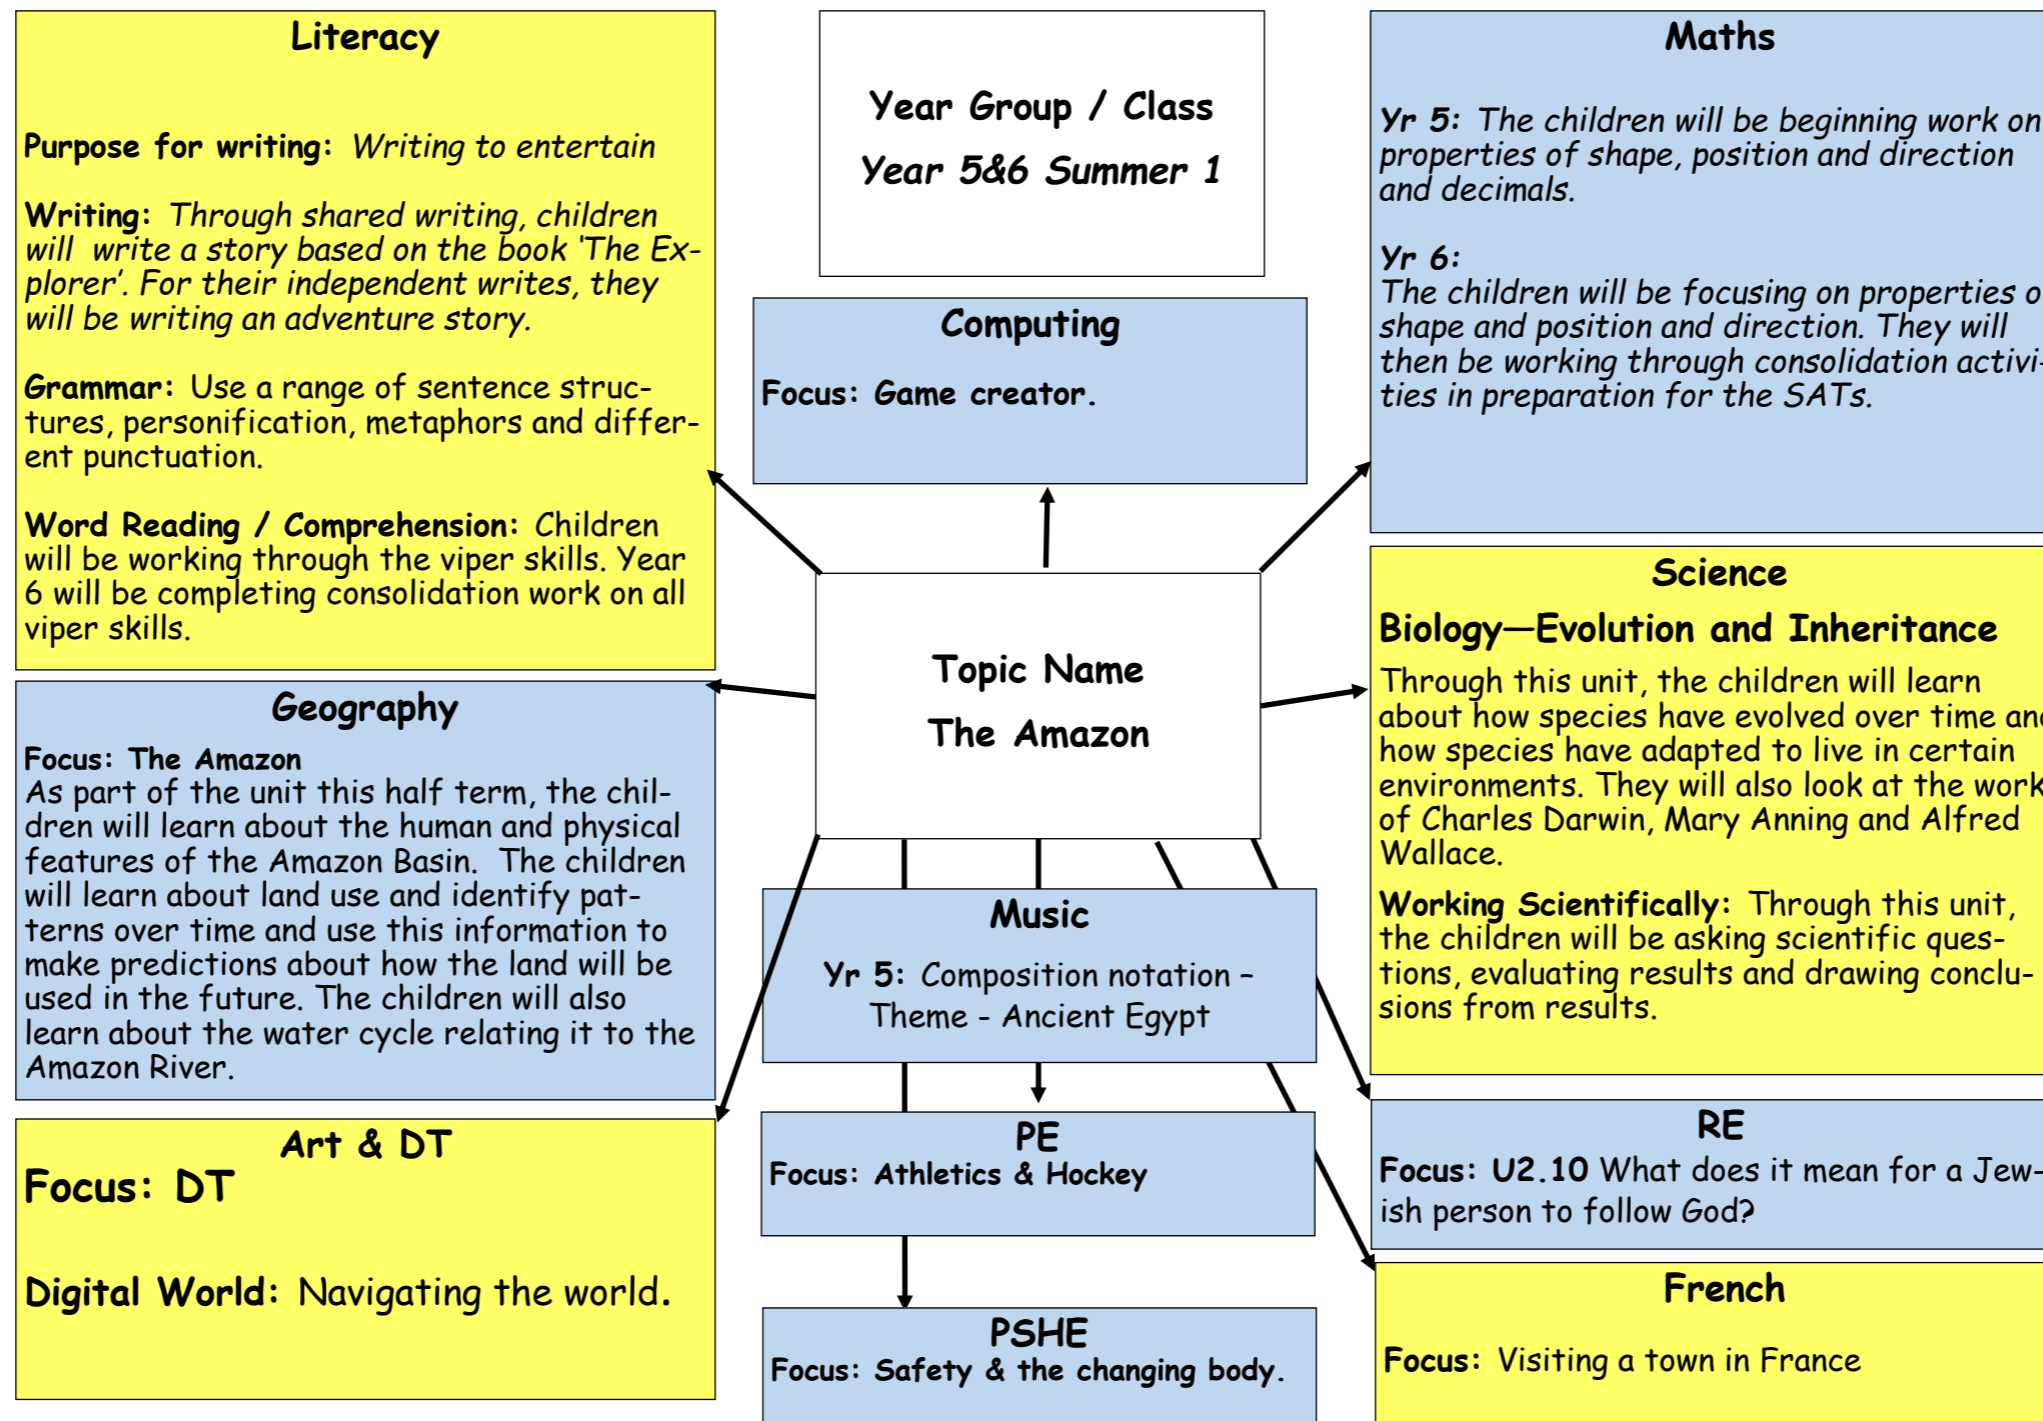 Literacy
Purpose for writing: Writing to entertain
Writing: Through shared writing, children
will write a story based on the book ‘The Ex-
plorer’. For their independent writes, they
will be writing an adventure story.
Grammar: Use a range of sentence struc-
tures, personification, metaphors and differ-
ent punctuation.
Word Reading / Comprehension: Children
will be working through the viper skills. Year
6 will be completing consolidation work on all
viper skills.
Year Group / Class
Year 5&6 Summer 1
Computing
Focus: Game creator.
Maths
Yr 5: The children will be beginning work on
properties of shape, position and direction
and decimals.
Yr 6:
The children will be focusing on properties o
shape and position and direction. They will
then be working through consolidation activi-
ties in preparation for the SATs.
Topic Name
The Amazon
Science
Biology—Evolution and Inheritance
Through this unit, the children will learn
about how species have evolved over time and
how species have adapted to live in certain
environments. They will also look at the work
of Charles Darwin, Mary Anning and Alfred
Wallace.
Working Scientifically: Through this unit,
the children will be asking scientific ques-
tions, evaluating results and drawing conclu-
sions from results.
Geography
Focus: The Amazon
As part of the unit this half term, the chil-
dren will learn about the human and physical
features of the Amazon Basin. The children
will learn about land use and identify pat-
terns over time and use this information to
make predictions about how the land will be
used in the future. The children will also
learn about the water cycle relating it to the
Amazon River.
Music
Yr 5: Composition notation –
Theme - Ancient Egypt
Art & DT
Focus: DT
Digital World: Navigating the world.
PE
Focus: Athletics & Hockey
PSHE
Focus: Safety & the changing body.
RE
Focus: U2.10 What does it mean for a Jew-
ish person to follow God?
French
Focus: Visiting a town in France